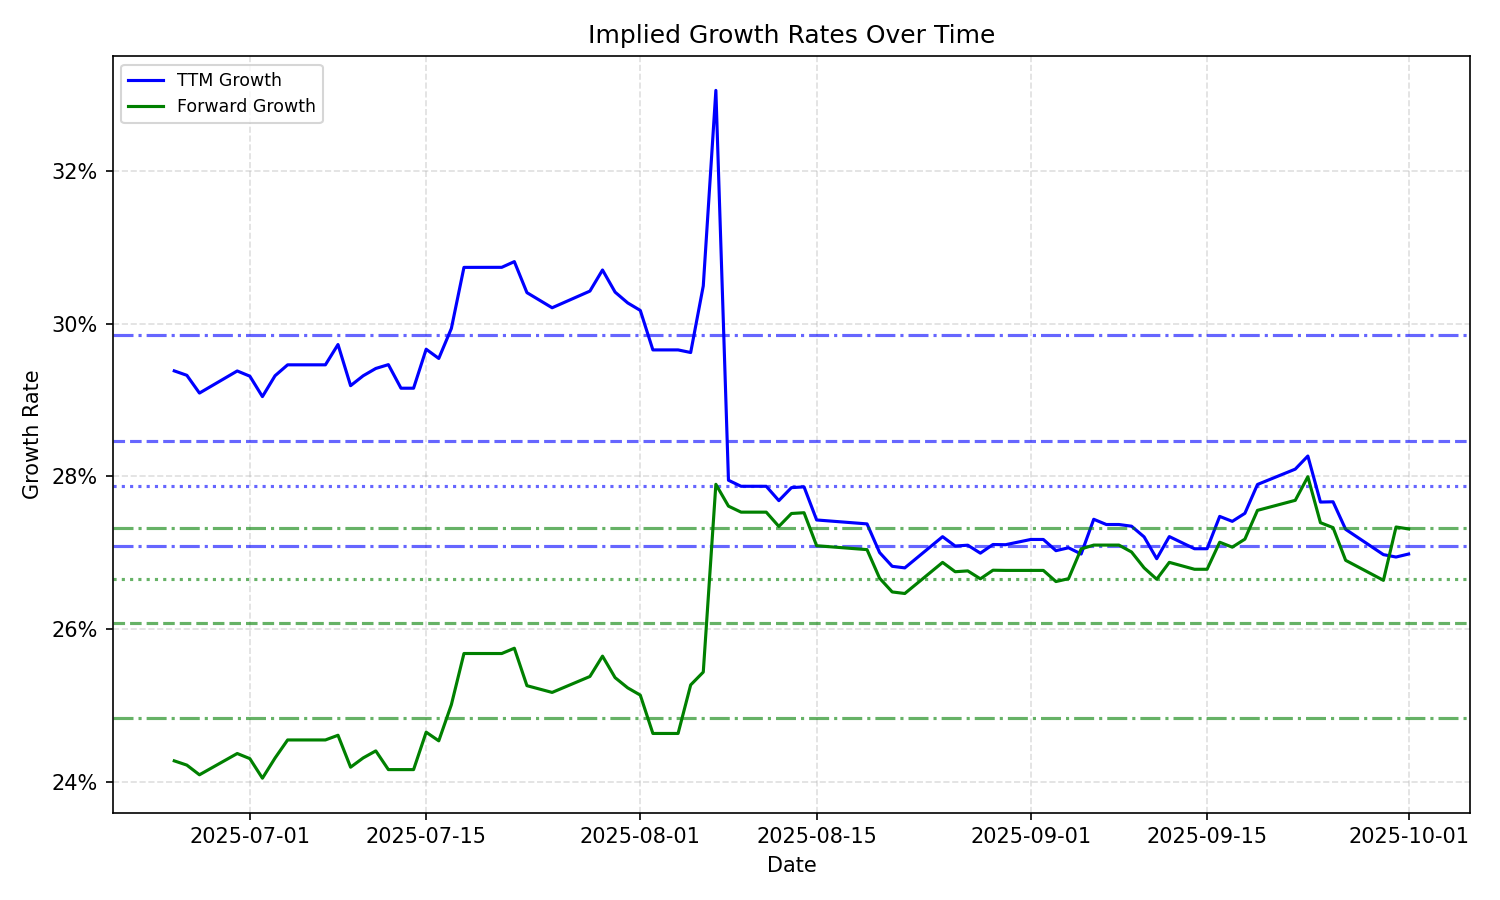 Implied Growth Rates Over Time
TTM Growth
Forward Growth
32%
30%
28%
26%
24%
Growth Rate
2025-07-01
2025-07-15
2025-08-01
2025-08-15
2025-09-01
2025-09-15
2025-10-01
Date